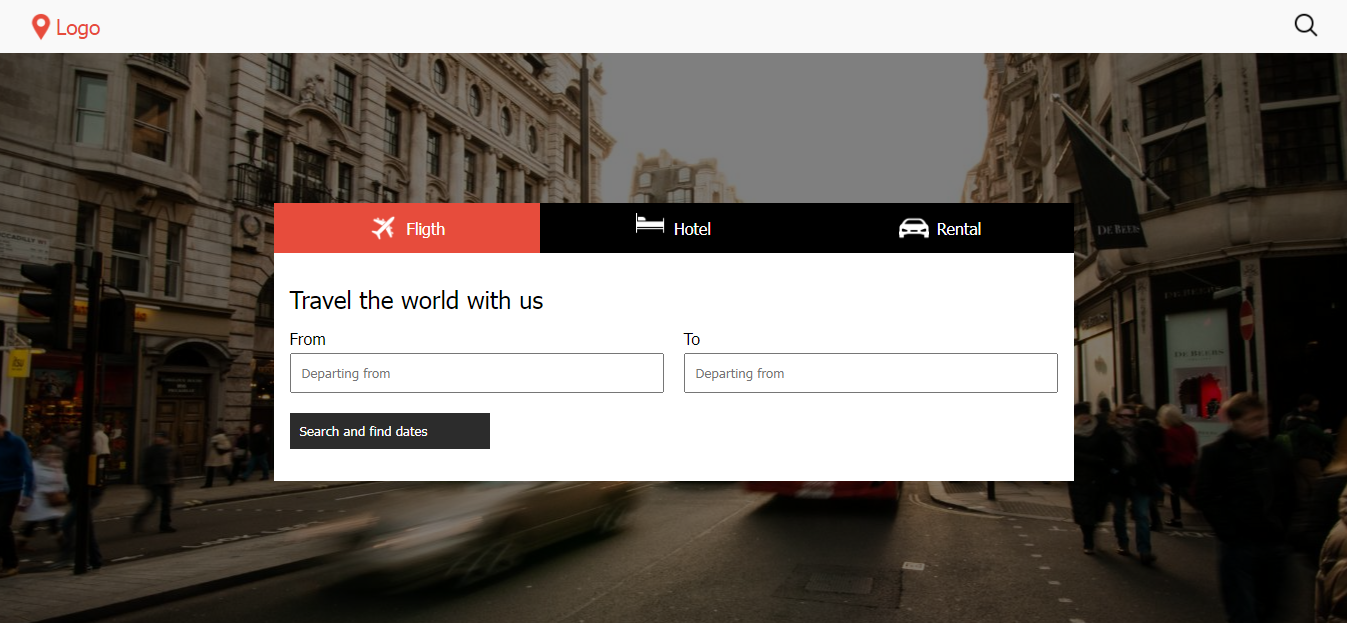 Logo
Fligth
Hotel
Rental
Travel the world with us
From
To
Departing from
Departing from
Search and find dates
DE BEERS
DE BEERS